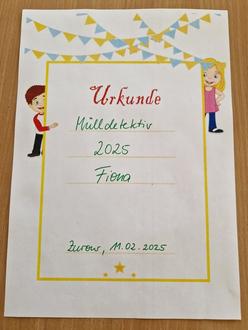 Urkunde
Mülldetektiv
2025
Fiona
Zurow, 11.02.2025